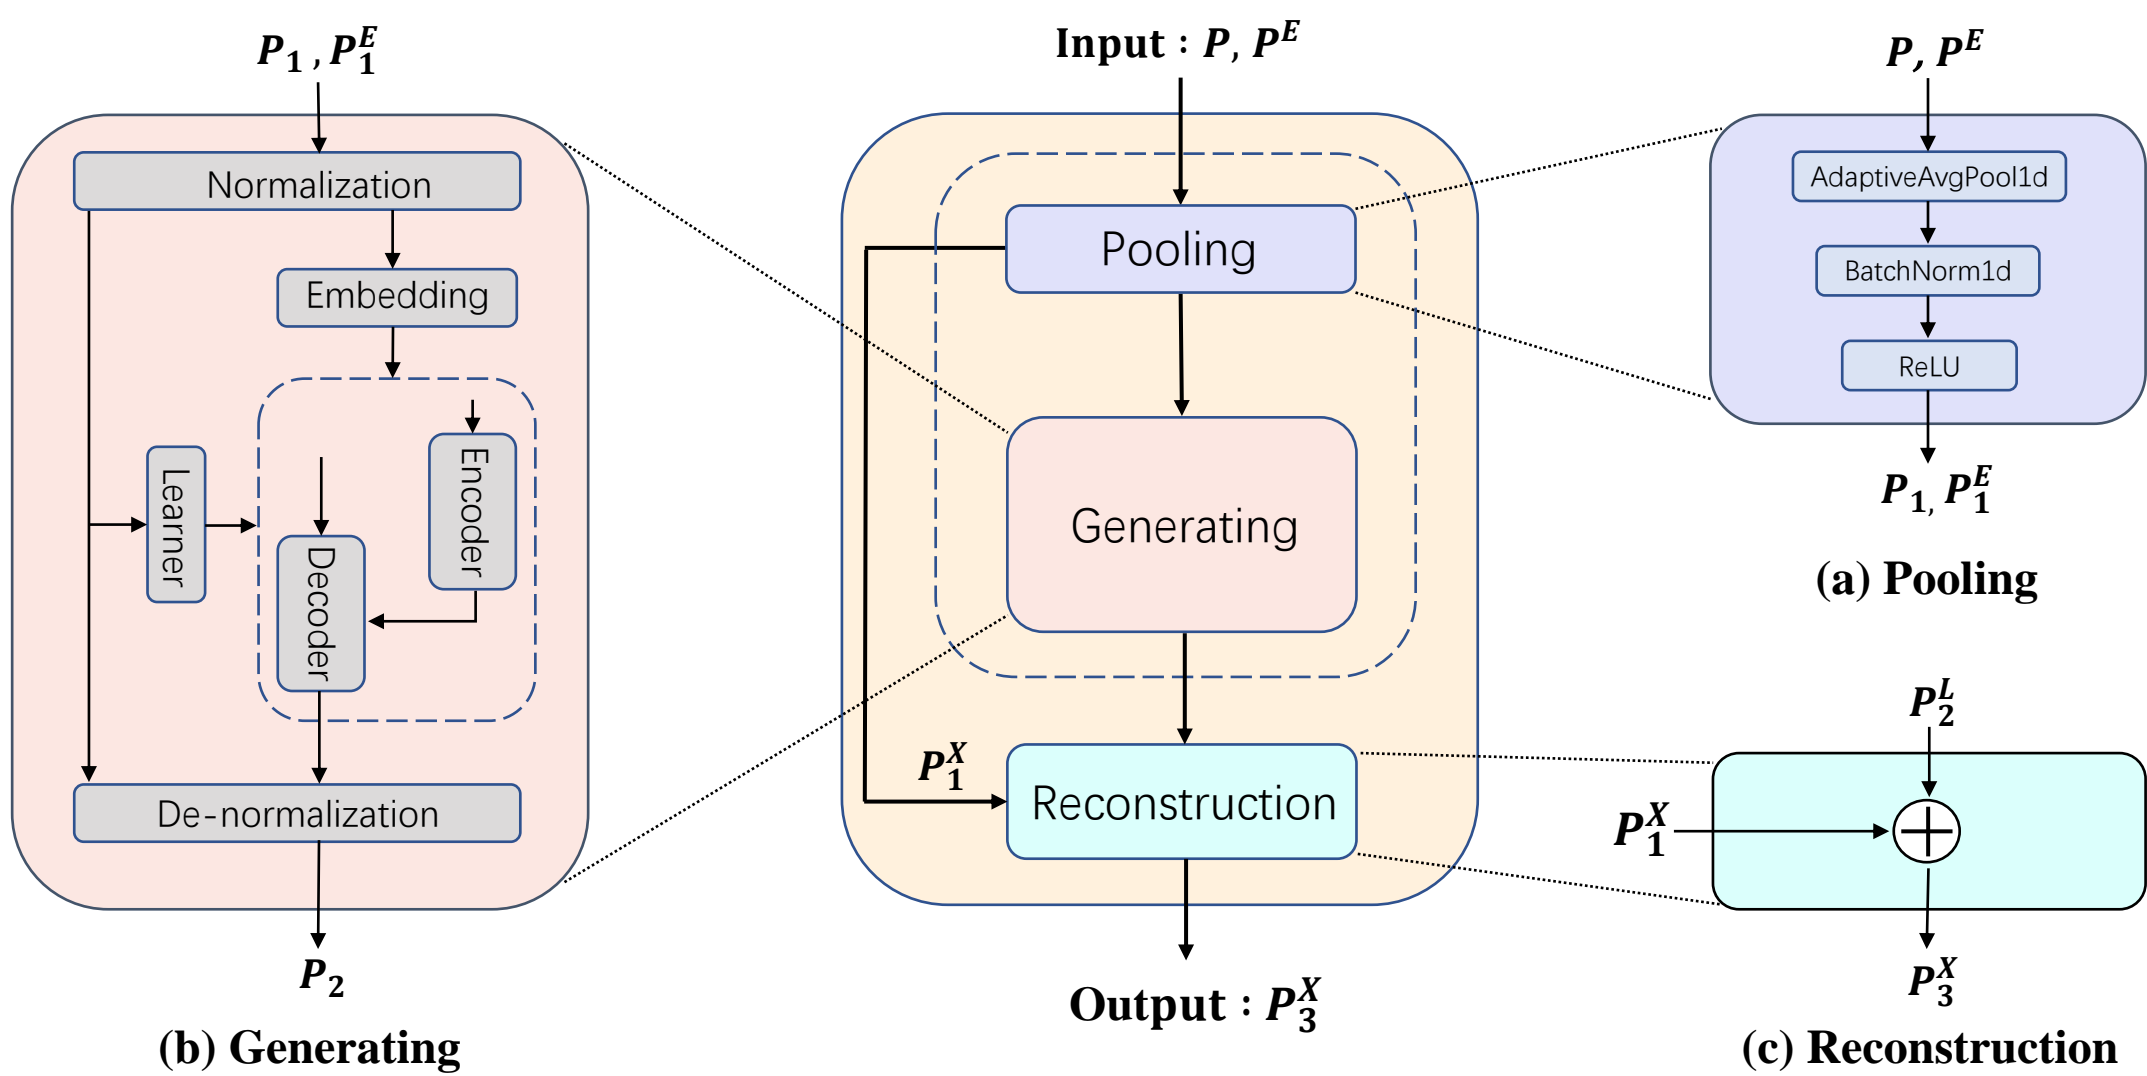 P₁ , P₁ᴱ
Normalization
Embedding
Learner
Encoder
Decoder
De-normalization
P₂
(b) Generating
Input : P, Pᴱ
Pooling
Generating
P₁ˣ
Reconstruction
Output : P₃ˣ
P, Pᴱ
AdaptiveAvgPool1d
BatchNorm1d
ReLU
P₁, P₁ᴱ
(a) Pooling
P₂ᴸ
P₁ˣ
P₃ˣ
(c) Reconstruction